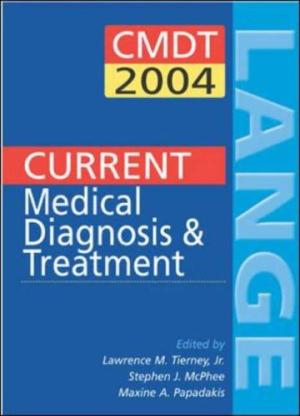 CMDT
2004
LANGE
CURRENT
Medical
Diagnosis &
Treatment
Edited by
Lawrence M. Tierney, Jr.
Stephen J. McPhee
Maxine A. Papadakis